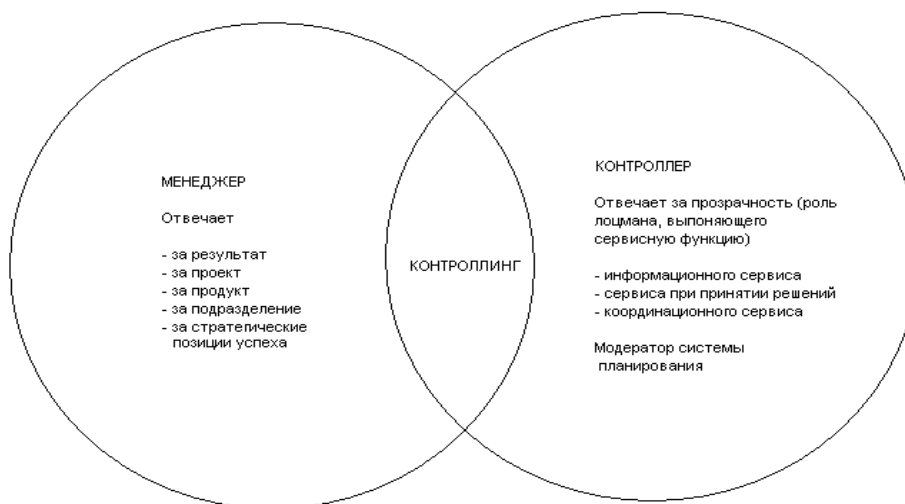 МЕНЕДЖЕР
Отвечает
- за результат
- за проект
- за продукт
- за подразделение
- за стратегические
позиции успеха
КОНТРОЛЛИНГ
КОНТРОЛЛЕР
Отвечает за прозрачность (роль
лоцмана, выпоняющего
сервисную функцию)
- информационного сервиса
- сервиса при принятии решений
- координационного сервиса
Модератор системы
планирования